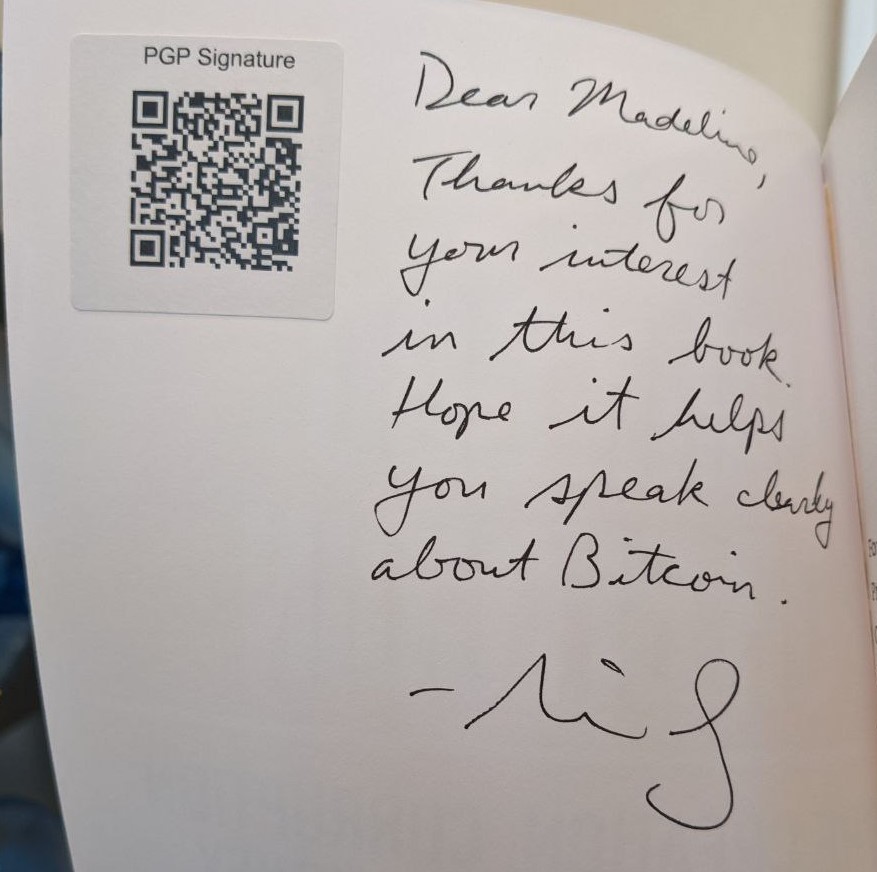 PGP Signature
Dear Madeline,
Thanks for
your interest
in this book.
Hope it helps
you speak clearly
about Bitcoin.